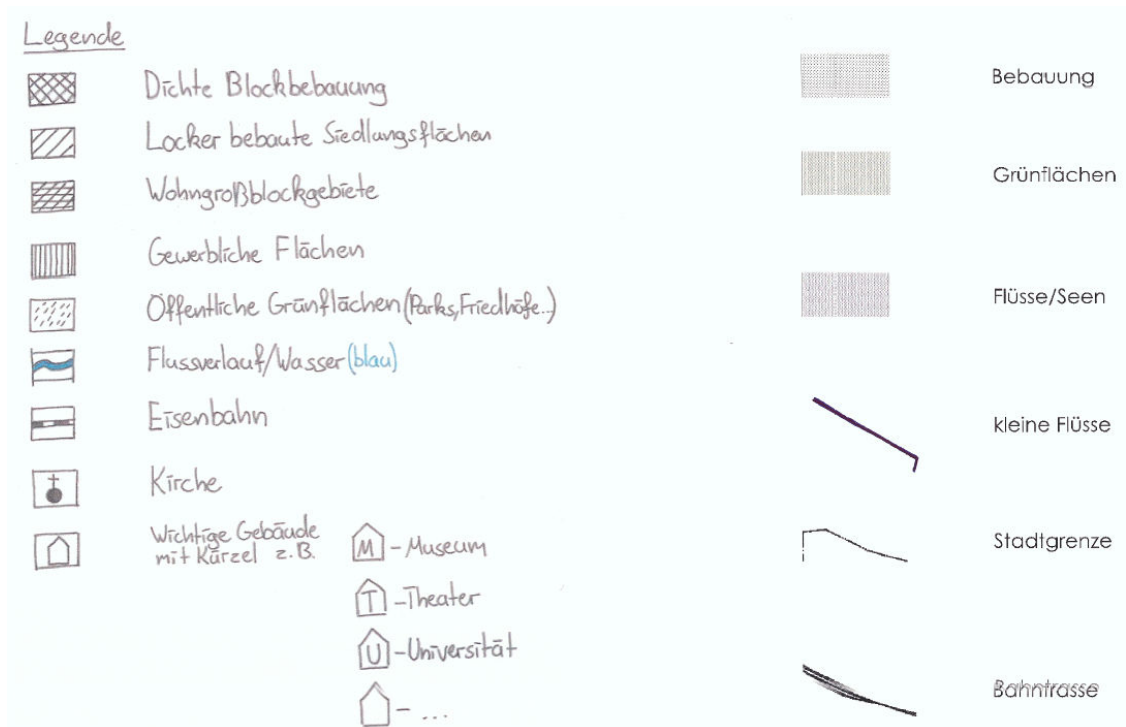 Legende
Dichte Blockbebauung
Locker bebaute Siedlungsflächen
Wohngroßblockgebiete
Gewerbliche Flächen
Öffentliche Grünflächen (Parks, Friedhöfe...)
Flussverlauf/Wasser (blau)
Eisenbahn
Kirche
Wichtige Gebäude
mit Kürzel z.B.
M - Museum
T - Theater
U - Universität
- ...
Bebauung
Grünflächen
Flüsse/Seen
kleine Flüsse
Stadtgrenze
Bahntrasse